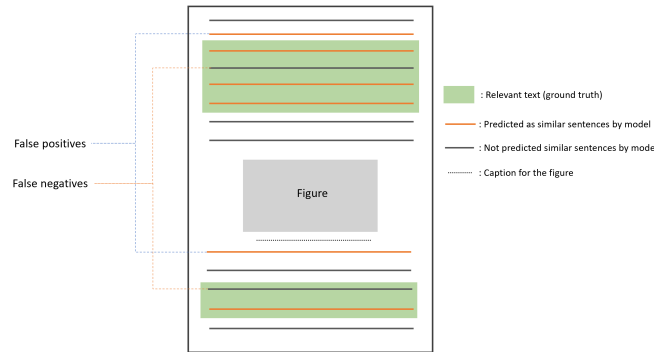 : Relevant text (ground truth)
: Predicted as similar sentences by model
False positives
: Not predicted similar sentences by mode
: Caption for the figure
False negatives
Figure